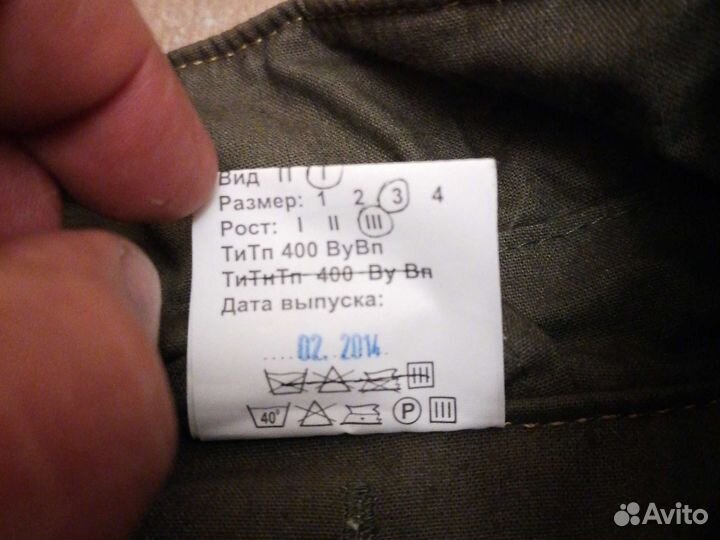 Вид II I
Размер: 1 2 3 4
Рост: I II III
ТиТп 400 ВуВп
ТиТнТп 400 Ву Вп
Дата выпуска:
02. 2014
40° P
Avito